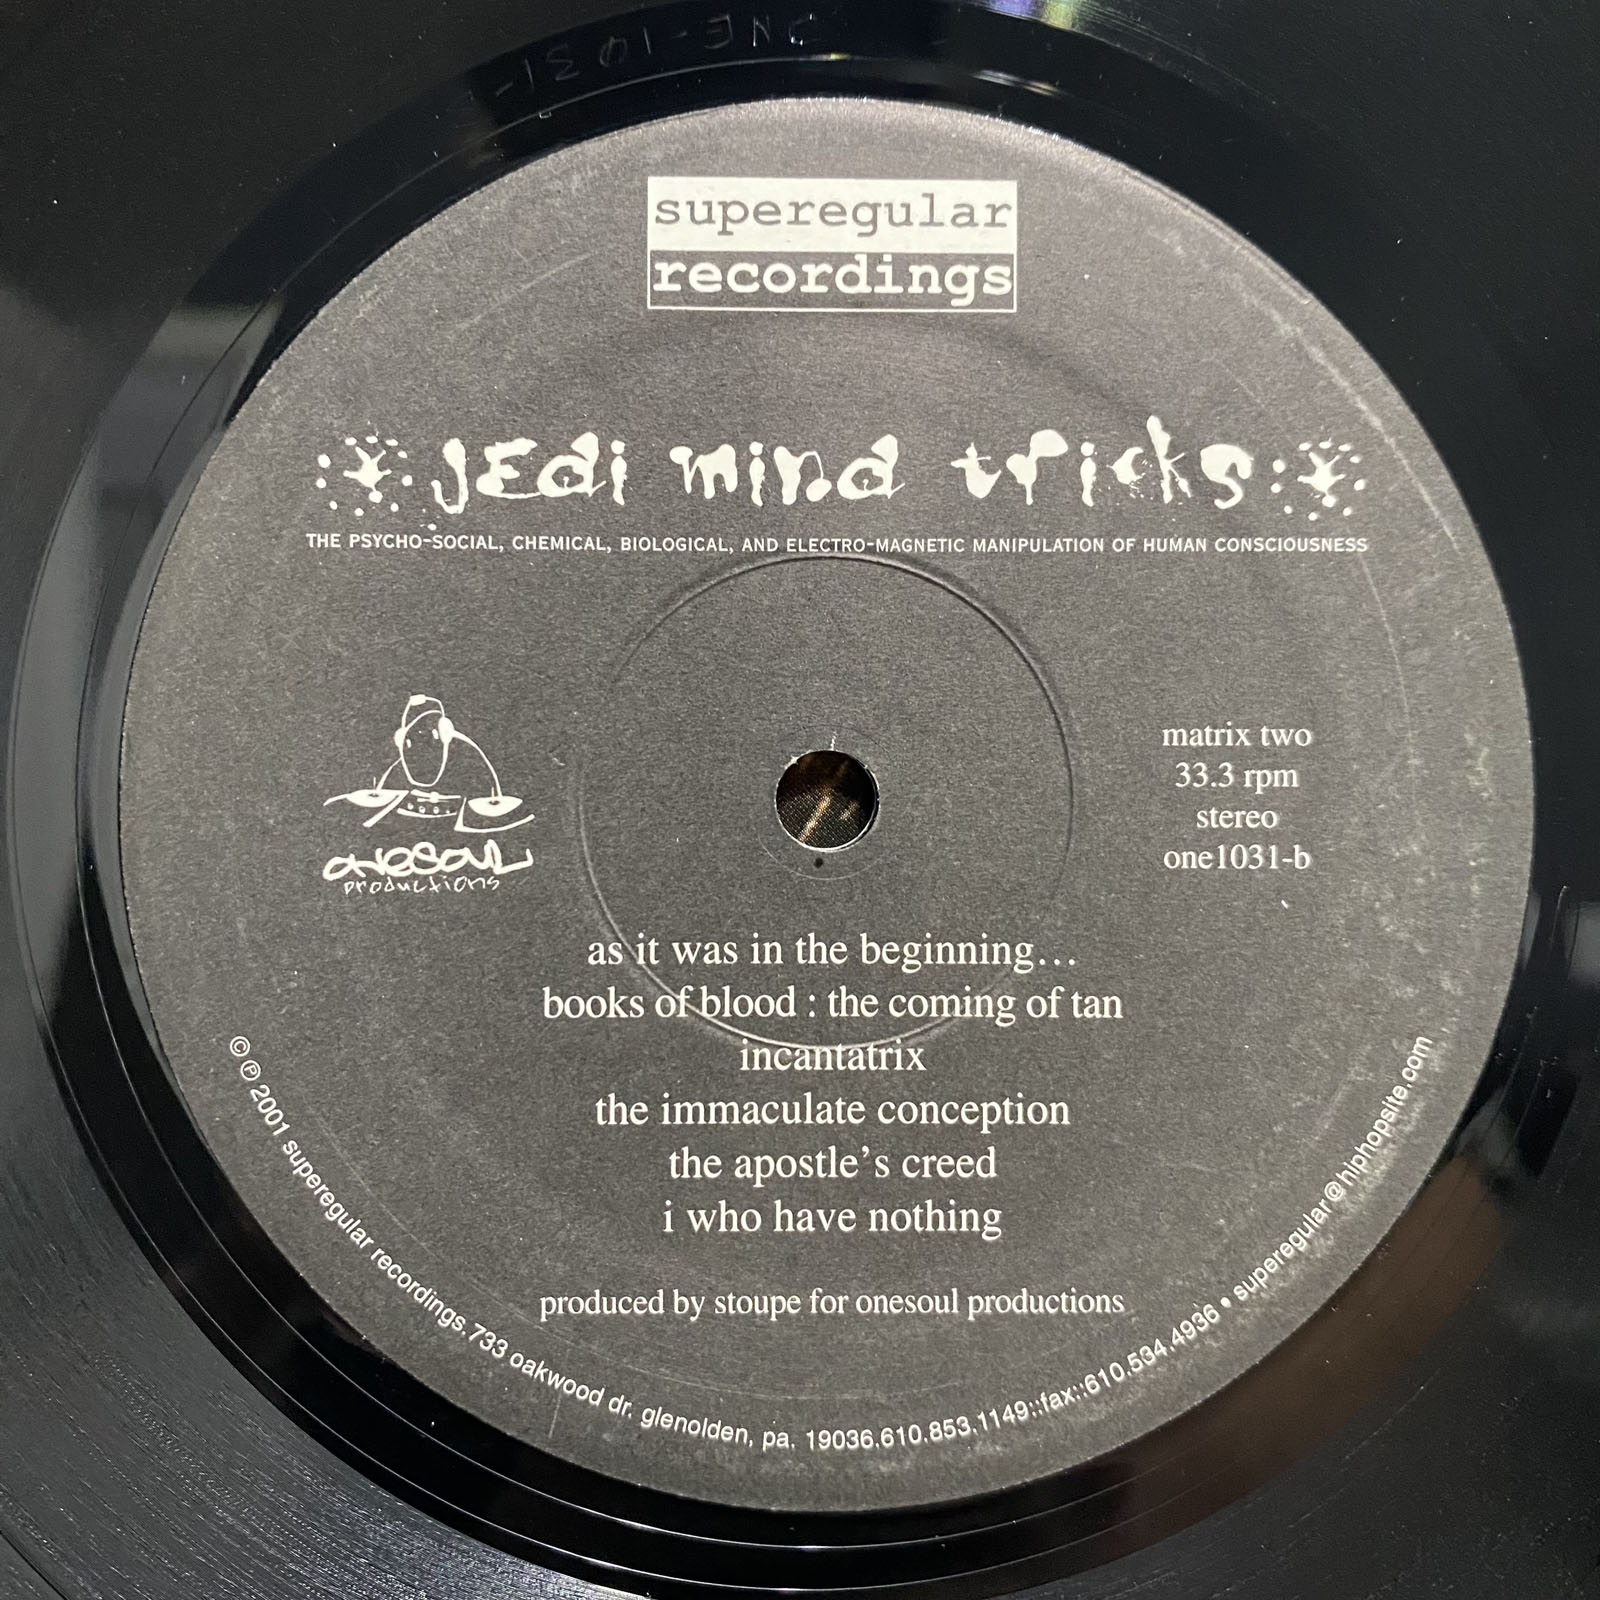 superegular
recordings
jedi mind tricks
THE PSYCHO-SOCIAL, CHEMICAL, BIOLOGICAL, AND ELECTRO-MAGNETIC MANIPULATION OF HUMAN CONSCIOUSNESS
onesoul
productions
matrix two
33.3 rpm
stereo
one1031-b
as it was in the beginning...
books of blood : the coming of tan
incantatrix
the immaculate conception
the apostle's creed
i who have nothing
produced by stoupe for onesoul productions
© ℗ 2001 superegular recordings.733 oakwood dr. glenolden, pa. 19036.610.853.1149::fax::610.534.4936 • superegular@hiphopsite.com